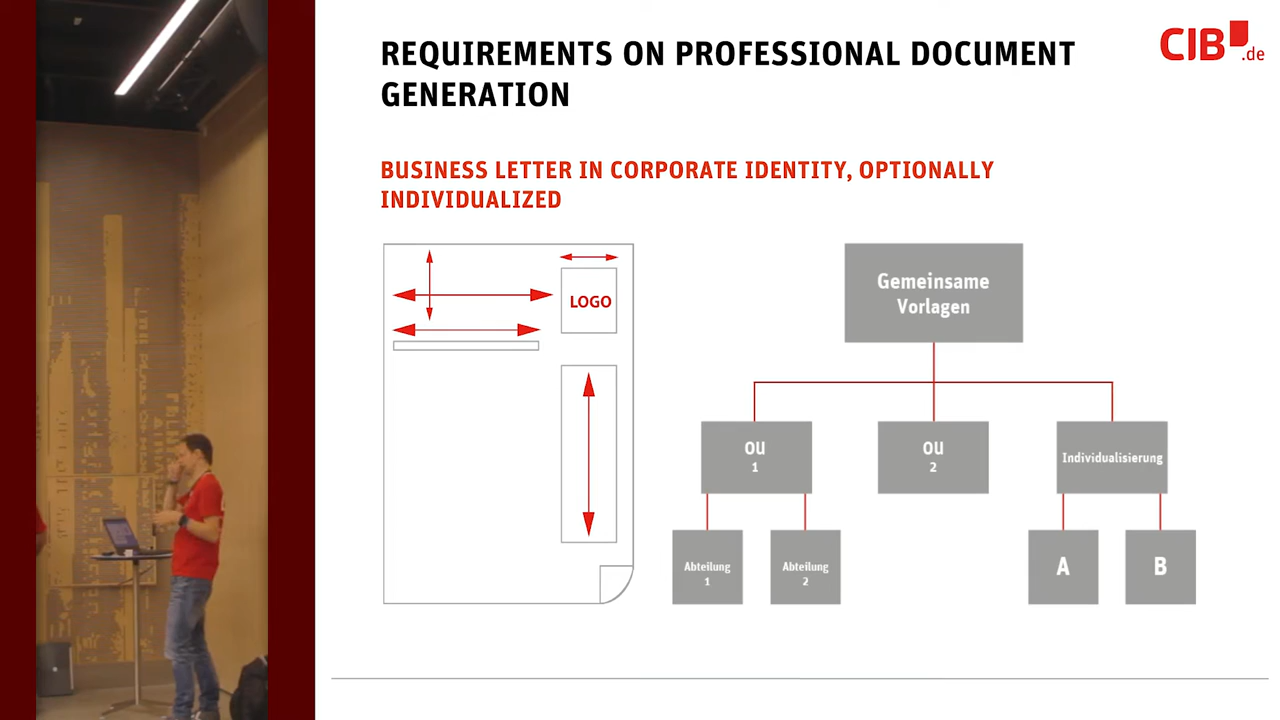 REQUIREMENTS ON PROFESSIONAL DOCUMENT
GENERATION
CIB.de
BUSINESS LETTER IN CORPORATE IDENTITY, OPTIONALLY
INDIVIDUALIZED
LOGO
Gemeinsame
Vorlagen
OU
1
OU
2
Individualisierung
Abteilung
1
Abteilung
2
A
B